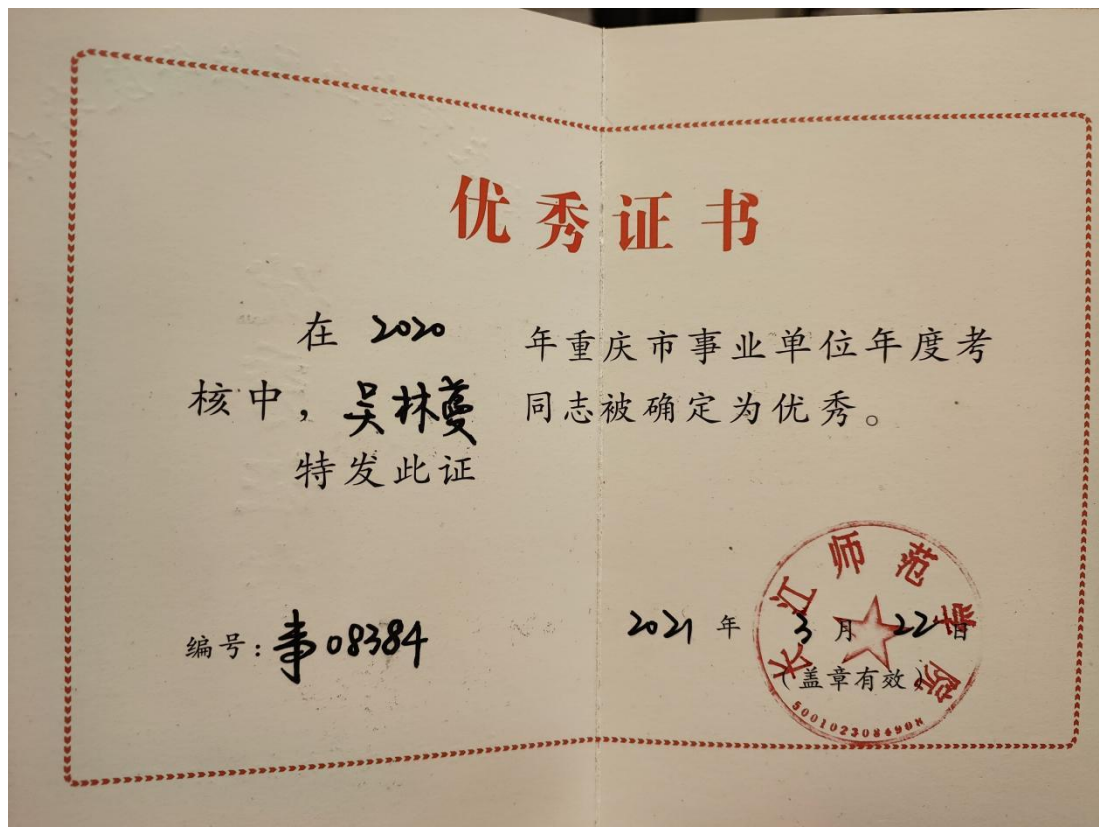 优秀证书
在 2020 年重庆市事业单位年度考
核中，吴林蔓 同志被确定为优秀。
特发此证
编号：事08384
2021 年 3 月 22 日
（盖章有效）
长江师范学院